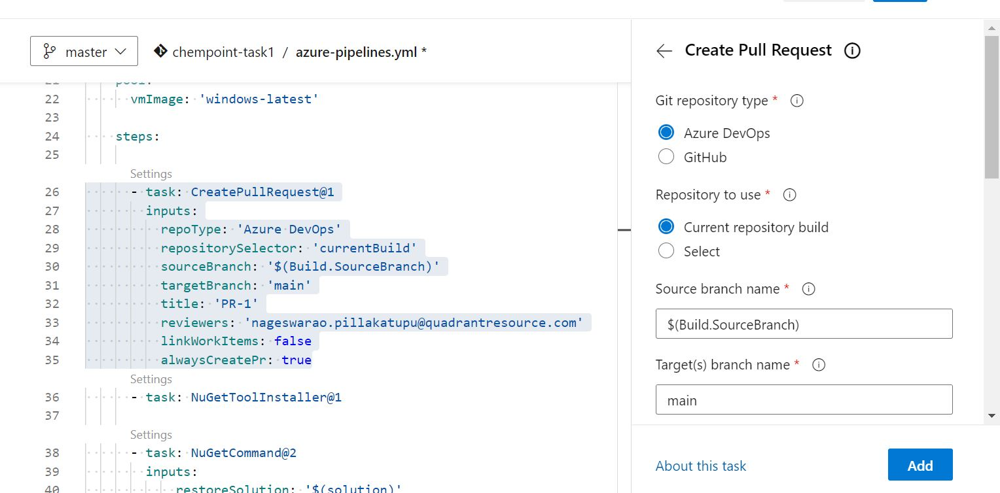 master
chempoint-task1 / azure-pipelines.yml *
21 pool:
22 vmImage: 'windows-latest'
23
24 steps:
25
Settings
26 - task: CreatePullRequest@1
27 inputs:
28 repoType: 'Azure DevOps'
29 repositorySelector: 'currentBuild'
30 sourceBranch: '$(Build.SourceBranch)'
31 targetBranch: 'main'
32 title: 'PR-1'
33 reviewers: 'nageswarao.pillakatupu@quadrantresource.com'
34 linkWorkItems: false
35 alwaysCreatePr: true
Settings
36 - task: NuGetToolInstaller@1
37
Settings
38 - task: NuGetCommand@2
39 inputs:
40 restoreSolution: '$(solution)'
Create Pull Request
Git repository type *
Azure DevOps
GitHub
Repository to use *
Current repository build
Select
Source branch name *
$(Build.SourceBranch)
Target(s) branch name *
main
About this task
Add